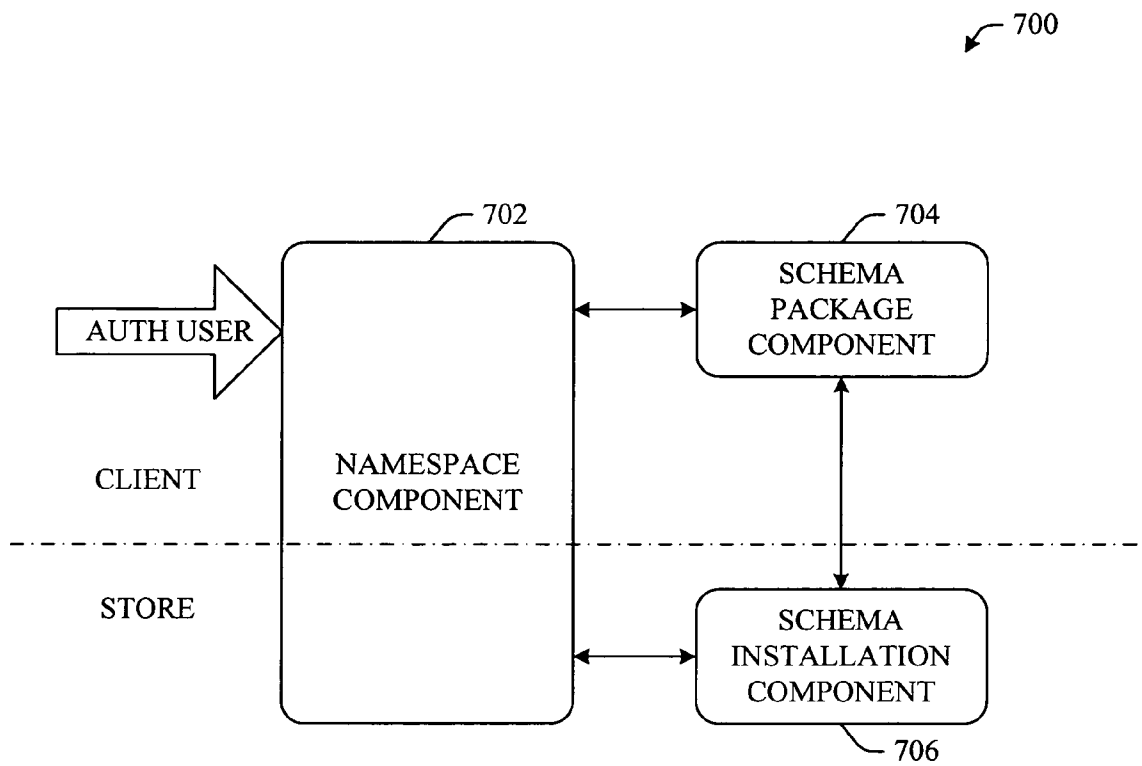 700
702
704
SCHEMA
PACKAGE
COMPONENT
AUTH USER
NAMESPACE
COMPONENT
CLIENT
STORE
SCHEMA
INSTALLATION
COMPONENT
706